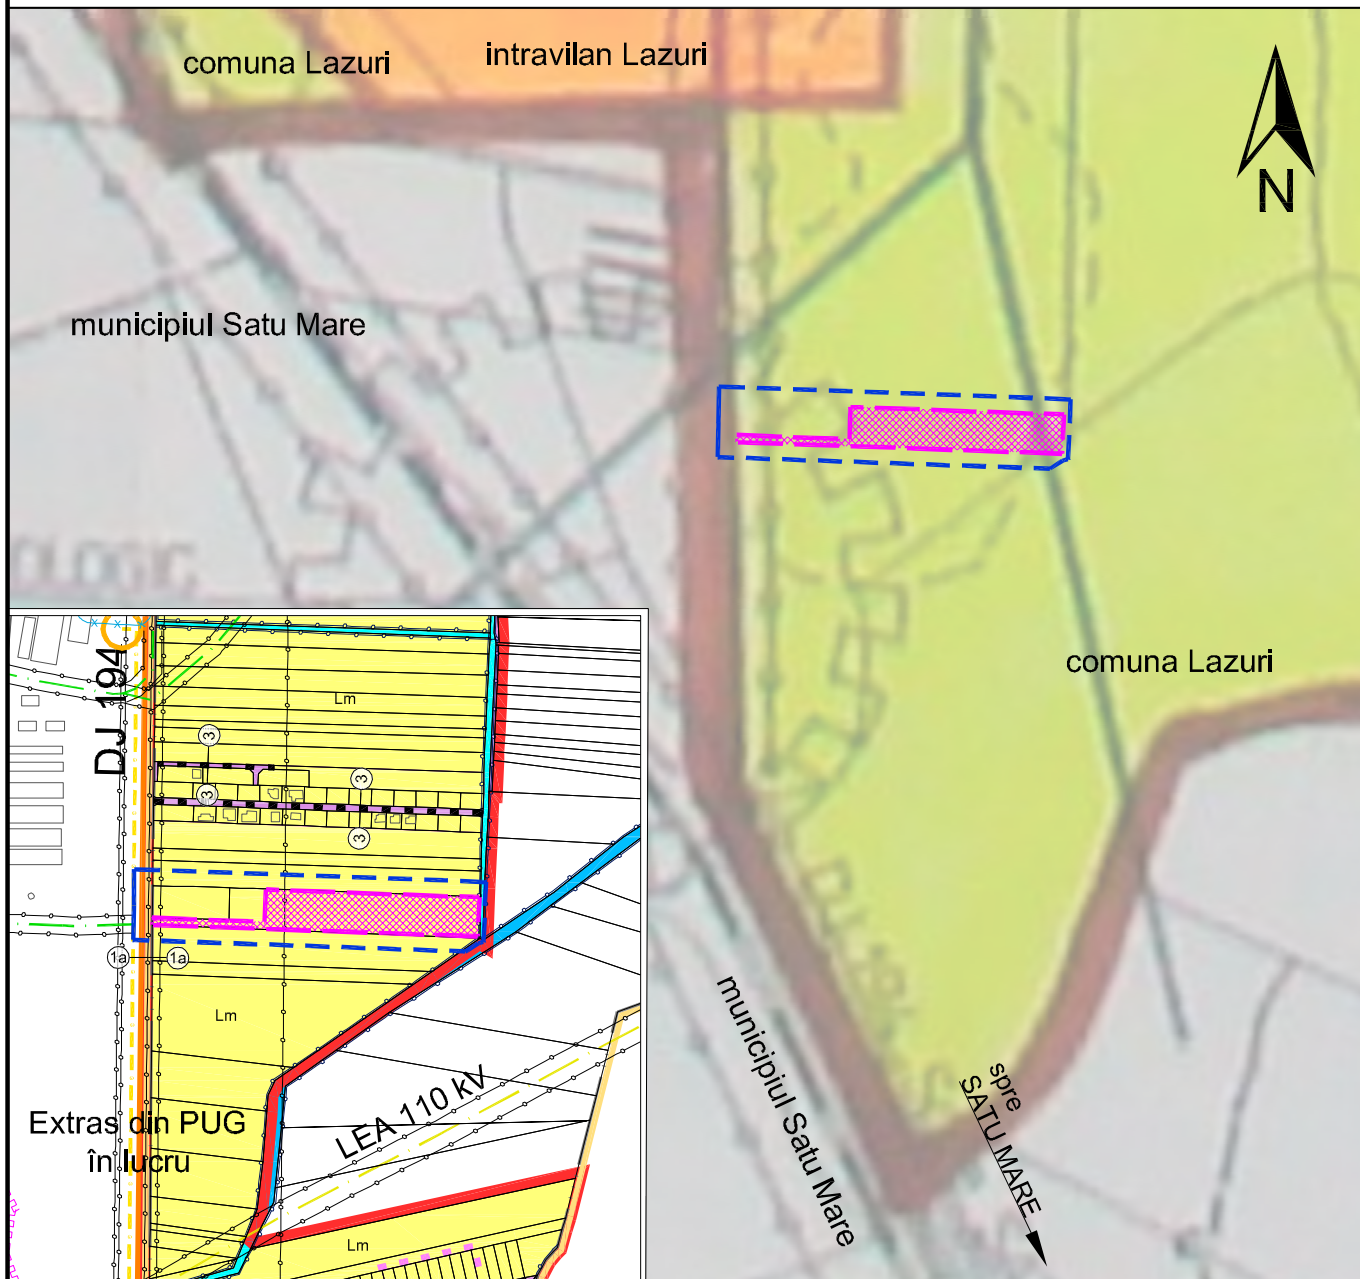 comuna Lazuri
intravilan Lazuri
N
municipiul Satu Mare
OLOGIC
comuna Lazuri
DJ 194
Lm
3
3
3
3
1a
1a
Lm
Extras din PUG
în lucru
LEA 110 kV
Lm
municipiul Satu Mare
spre
SATU MARE